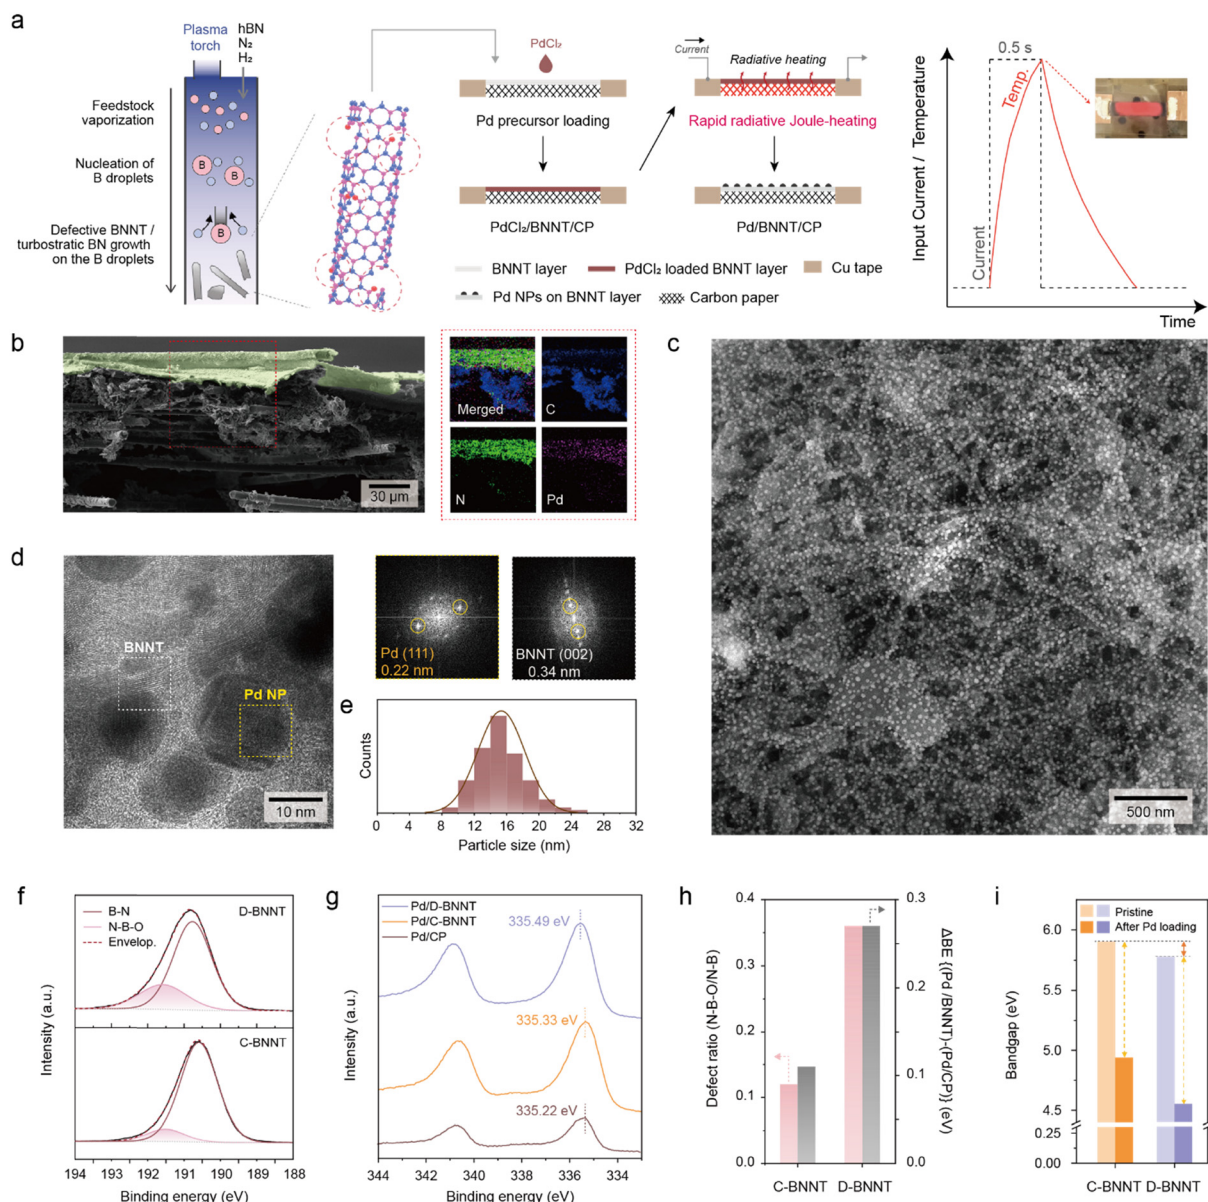 a
Plasma
torch
hBN
N₂
H₂
Feedstock
vaporization
Nucleation of
B droplets
B
B
Defective BNNT /
turbostratic BN growth
on the B droplets
B
PdCl₂
Pd precursor loading
PdCl₂/BNNT/CP
Current
Radiative heating
Rapid radiative Joule-heating
Pd/BNNT/CP
BNNT layer
PdCl₂ loaded BNNT layer
Cu tape
Pd NPs on BNNT layer
Carbon paper
Input Current / Temperature
0.5 s
Temp.
Current
Time
b
30 μm
Merged
C
N
Pd
c
500 nm
d
BNNT
Pd NP
10 nm
Pd (111)
0.22 nm
BNNT (002)
0.34 nm
e
Counts
0 4 8 12 16 20 24 28 32
Particle size (nm)
f
B-N
N-B-O
Envelop.
D-BNNT
C-BNNT
Intensity (a.u.)
194 193 192 191 190 189 188
Binding energy (eV)
g
Pd/D-BNNT
Pd/C-BNNT
Pd/CP
335.49 eV
335.33 eV
335.22 eV
Intensity (a.u.)
344 342 340 338 336 334
Binding energy (eV)
h
Defect ratio (N-B-O/N-B)
0.4
0.3
0.2
0.1
0.0
0.3
0.2
0.1
0.0
ΔBE {(Pd /BNNT)-(Pd/CP)} (eV)
C-BNNT D-BNNT
i
Pristine
After Pd loading
Bandgap (eV)
6.0
5.5
5.0
4.5
0.25
0.00
C-BNNT D-BNNT